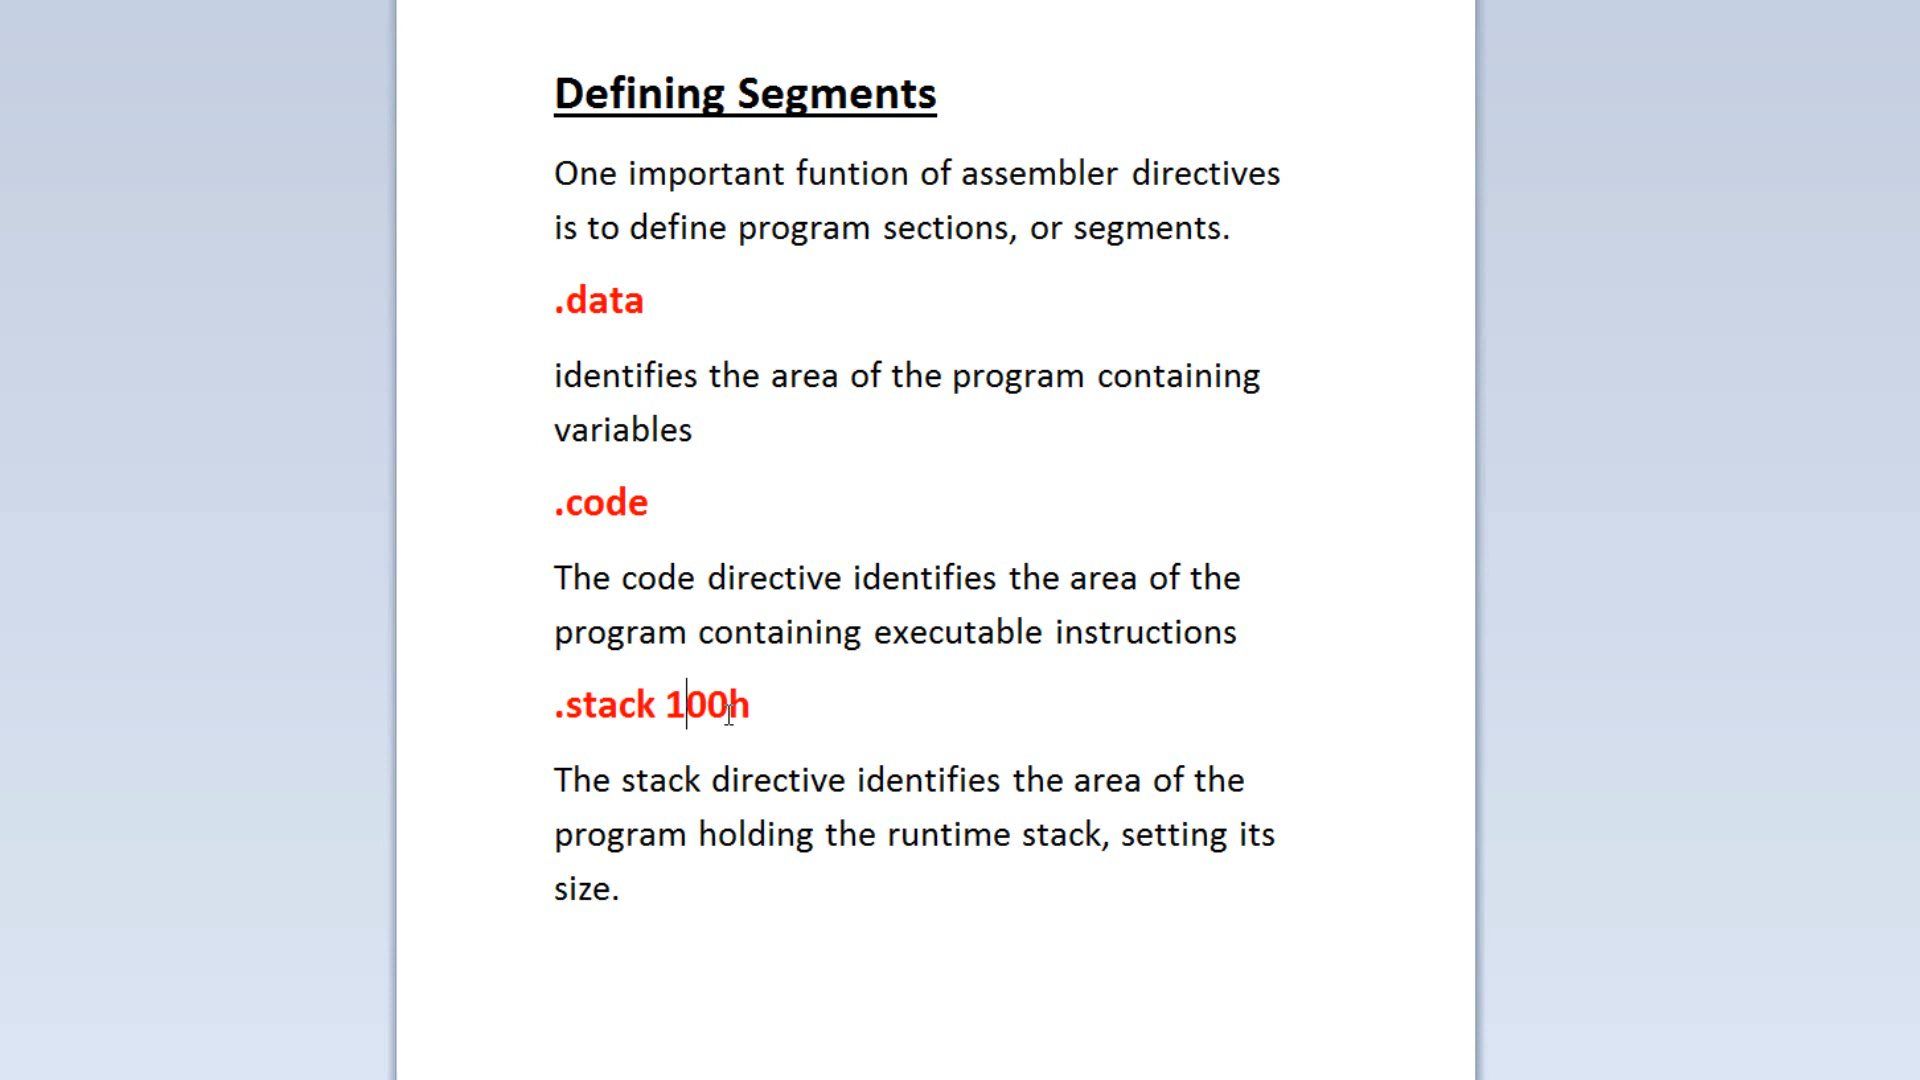 Defining Segments
One important funtion of assembler directives
is to define program sections, or segments.
.data
identifies the area of the program containing
variables
.code
The code directive identifies the area of the
program containing executable instructions
.stack 100h
The stack directive identifies the area of the
program holding the runtime stack, setting its
size.